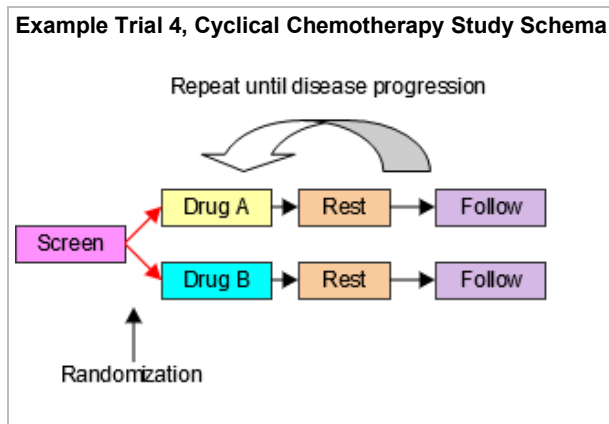 Example Trial 4, Cyclical Chemotherapy Study Schema
Repeat until disease progression
Drug A
Rest
Follow
Screen
Drug B
Rest
Follow
Randomization